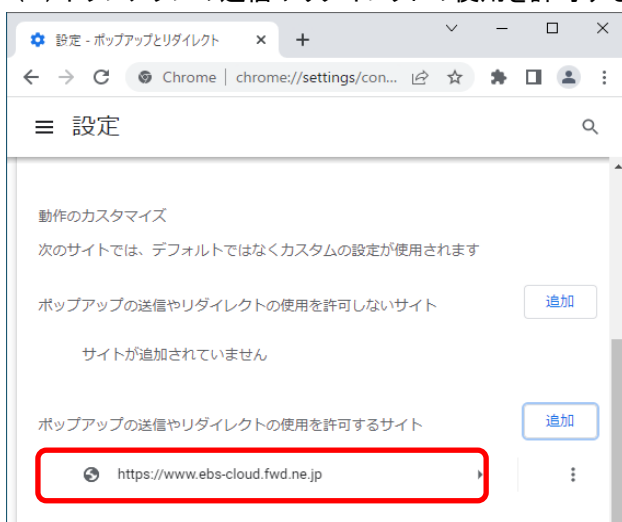 設定 - ポップアップとリダイレクト
Chrome | chrome://settings/con...
設定
動作のカスタマイズ
次のサイトでは、デフォルトではなくカスタムの設定が使用されます
ポップアップの送信やリダイレクトの使用を許可しないサイト
追加
サイトが追加されていません
ポップアップの送信やリダイレクトの使用を許可するサイト
追加
https://www.ebs-cloud.fwd.ne.jp